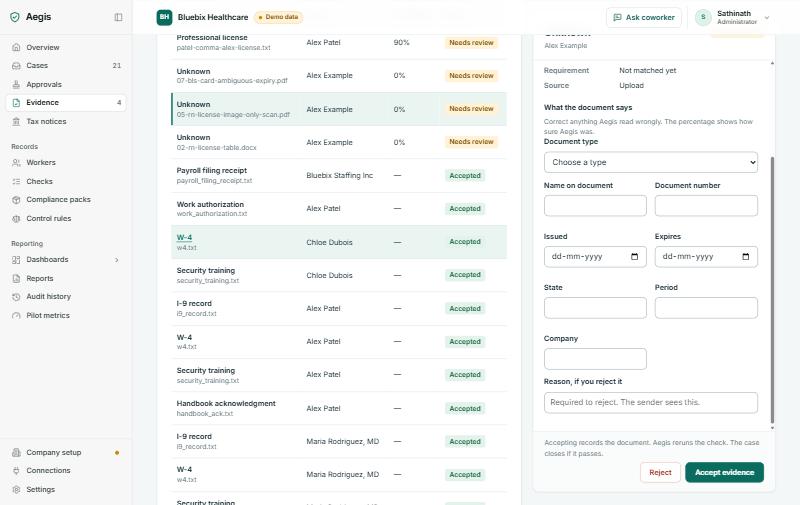 Aegis
Overview
Cases 21
Approvals
Evidence 4
Tax notices
Records
Workers
Checks
Compliance packs
Control rules
Reporting
Dashboards
Reports
Audit history
Pilot metrics
Company setup
Connections
Settings
BH Bluebix Healthcare Demo data
Ask coworker
S Sathinath
Administrator
Professional license
patel-comma-alex-license.txt Alex Patel 90% Needs review
Unknown
07-bls-card-ambiguous-expiry.pdf Alex Example 0% Needs review
Unknown
05-rn-license-image-only-scan.pdf Alex Example 0% Needs review
Unknown
02-rn-license-table.docx Alex Example 0% Needs review
Payroll filing receipt
payroll_filing_receipt.txt Bluebix Staffing Inc — Accepted
Work authorization
work_authorization.txt Alex Patel — Accepted
W-4
w4.txt Chloe Dubois — Accepted
Security training
security_training.txt Chloe Dubois — Accepted
I-9 record
i9_record.txt Alex Patel — Accepted
W-4
w4.txt Alex Patel — Accepted
Security training
security_training.txt Alex Patel — Accepted
Handbook acknowledgment
handbook_ack.txt Alex Patel — Accepted
I-9 record
i9_record.txt Maria Rodriguez, MD — Accepted
W-4
w4.txt Maria Rodriguez, MD — Accepted
Security training
Alex Example
Requirement Not matched yet
Source Upload
What the document says
Correct anything Aegis read wrongly. The percentage shows how
sure Aegis was.
Document type
Choose a type
Name on document Document number
Issued Expires
dd-mm-yyyy dd-mm-yyyy
State Period
Company
Reason, if you reject it
Required to reject. The sender sees this.
Accepting records the document. Aegis reruns the check. The case
closes if it passes.
Reject Accept evidence